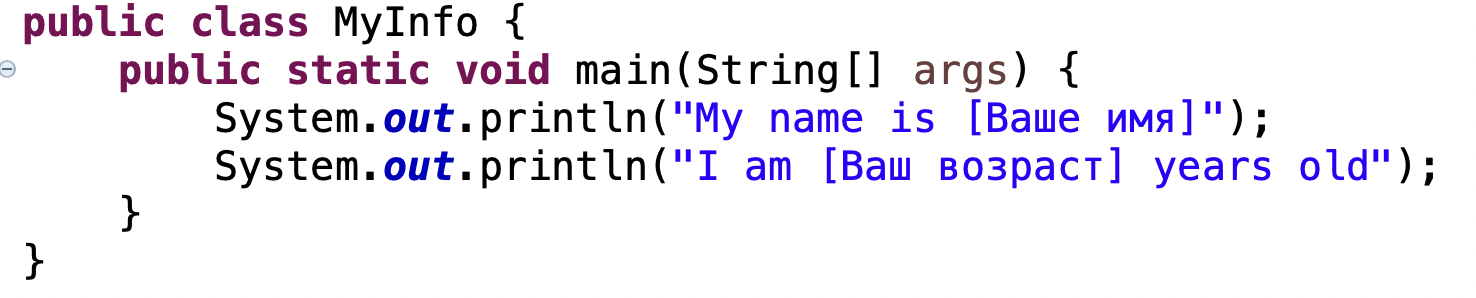 public class MyInfo {
    public static void main(String[] args) {
        System.out.println("My name is [Ваше имя]");
        System.out.println("I am [Ваш возраст] years old");
    }
}